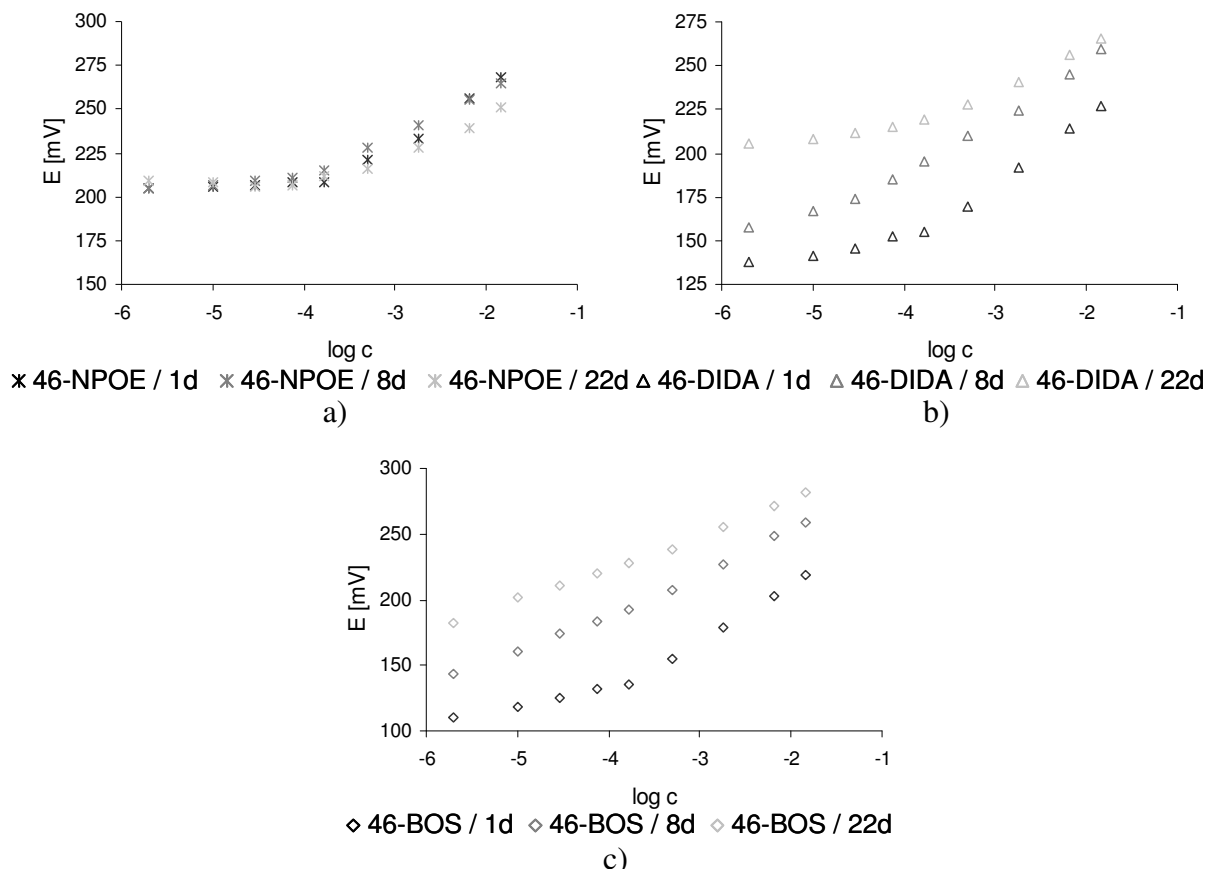 300
275
250
225
200
175
150
E [mV]
-6 -5 -4 -3 -2 -1
log c
275
250
225
200
175
150
125
E [mV]
-6 -5 -4 -3 -2 -1
log c
46-NPOE / 1d 46-NPOE / 8d 46-NPOE / 22d 46-DIDA / 1d 46-DIDA / 8d 46-DIDA / 22d
a) b)
300
250
200
150
100
E [mV]
-6 -5 -4 -3 -2 -1
log c
46-BOS / 1d 46-BOS / 8d 46-BOS / 22d
c)